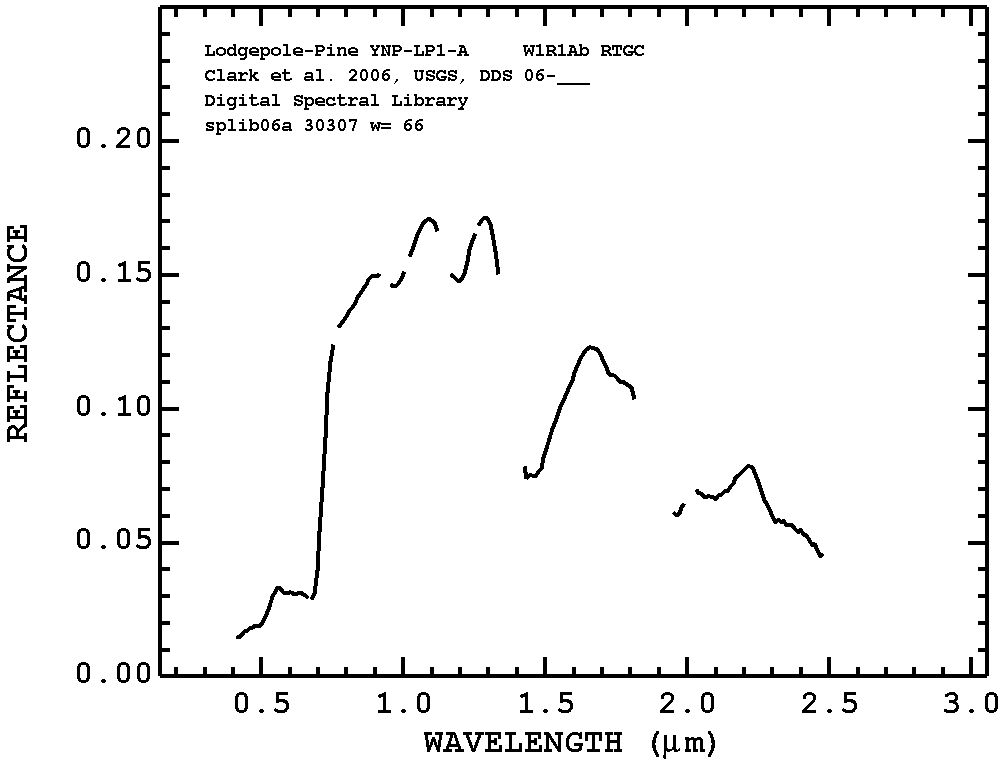 Lodgepole-Pine YNP-LP1-A W1R1Ab RTGC
Clark et al. 2006, USGS, DDS 06-___
Digital Spectral Library
splib06a 30307 w= 66
0.20
0.15
0.10
0.05
0.00
REFLECTANCE
0.5 1.0 1.5 2.0 2.5 3.0
WAVELENGTH (μm)